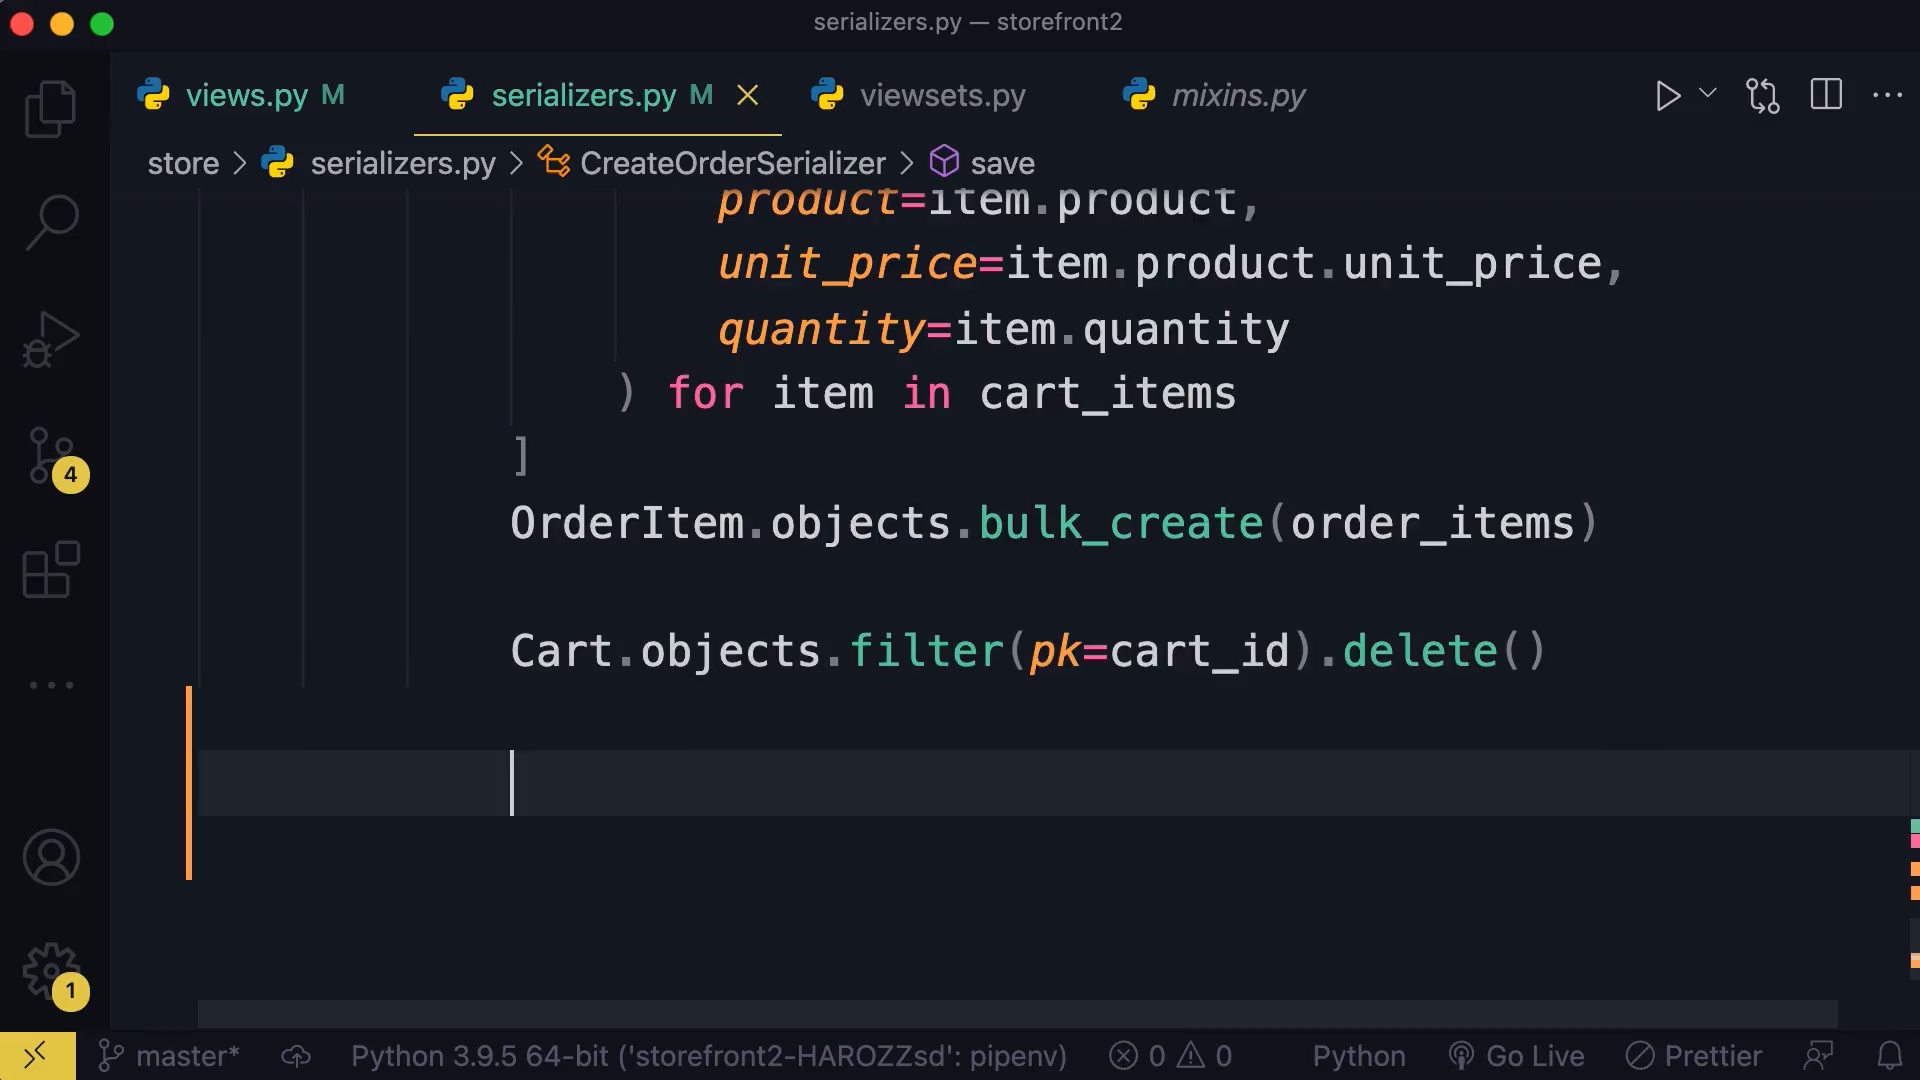 serializers.py — storefront2
views.py M serializers.py M viewsets.py mixins.py
store > serializers.py > CreateOrderSerializer > save
product=item.product,
unit_price=item.product.unit_price,
quantity=item.quantity
) for item in cart_items
]
OrderItem.objects.bulk_create(order_items)
Cart.objects.filter(pk=cart_id).delete()
4
1
master* Python 3.9.5 64-bit ('storefront2-HAROZZsd': pipenv) 0 0 Python Go Live Prettier